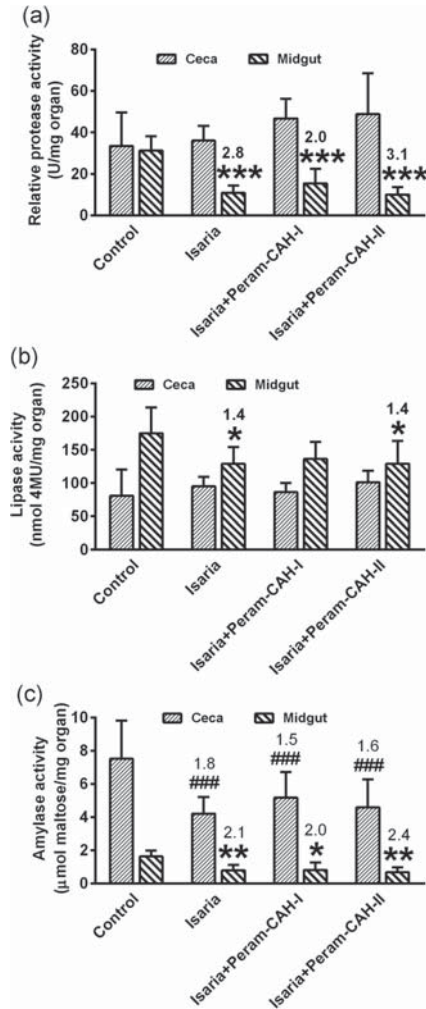 (a)
Ceca
Midgut
Relative protease activity
(U/mg organ)
80
60
40
20
0
2.8
***
2.0
***
3.1
***
Control
Isaria
Isaria+Peram-CAH-I
Isaria+Peram-CAH-II
(b)
Ceca
Midgut
Lipase acivity
(nmol 4MU/mg organ)
250
200
150
100
50
0
1.4
*
1.4
*
Control
Isaria
Isaria+Peram-CAH-I
Isaria+Peram-CAH-II
(c)
Ceca
Midgut
Amylase activity
(µmol maltose/mg organ)
10
8
6
4
2
0
1.8
###
2.1
**
1.5
###
2.0
*
1.6
###
2.4
**
Control
Isaria
Isaria+Peram-CAH-I
Isaria+Peram-CAH-II